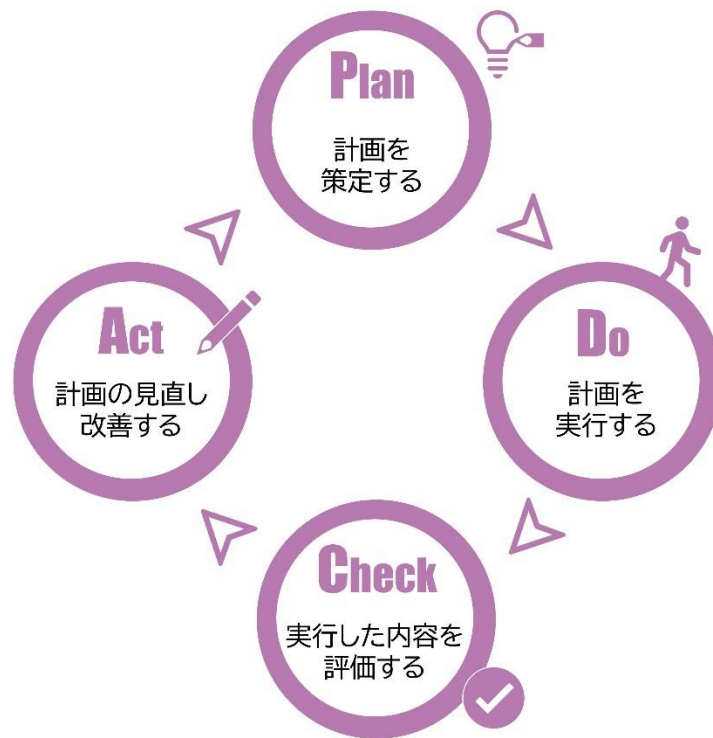 Plan
計画を
策定する
Do
計画を
実行する
Check
実行した内容を
評価する
Act
計画の見直し
改善する